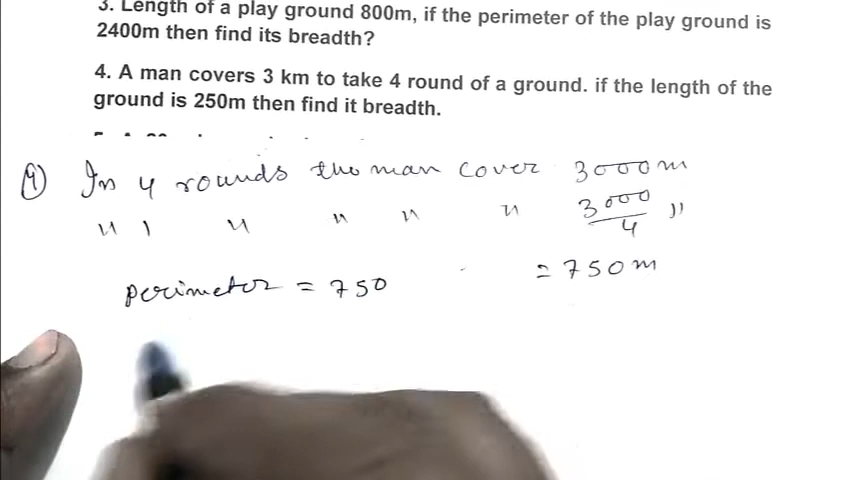 3. Length of a play ground 800m, if the perimeter of the play ground is
2400m then find its breadth?
4. A man covers 3 km to take 4 round of a ground. if the length of the
ground is 250m then find it breadth.
4) In 4 rounds the man cover 3000m
" 1 " " " " 3000/4 "
= 750m
perimeter = 750